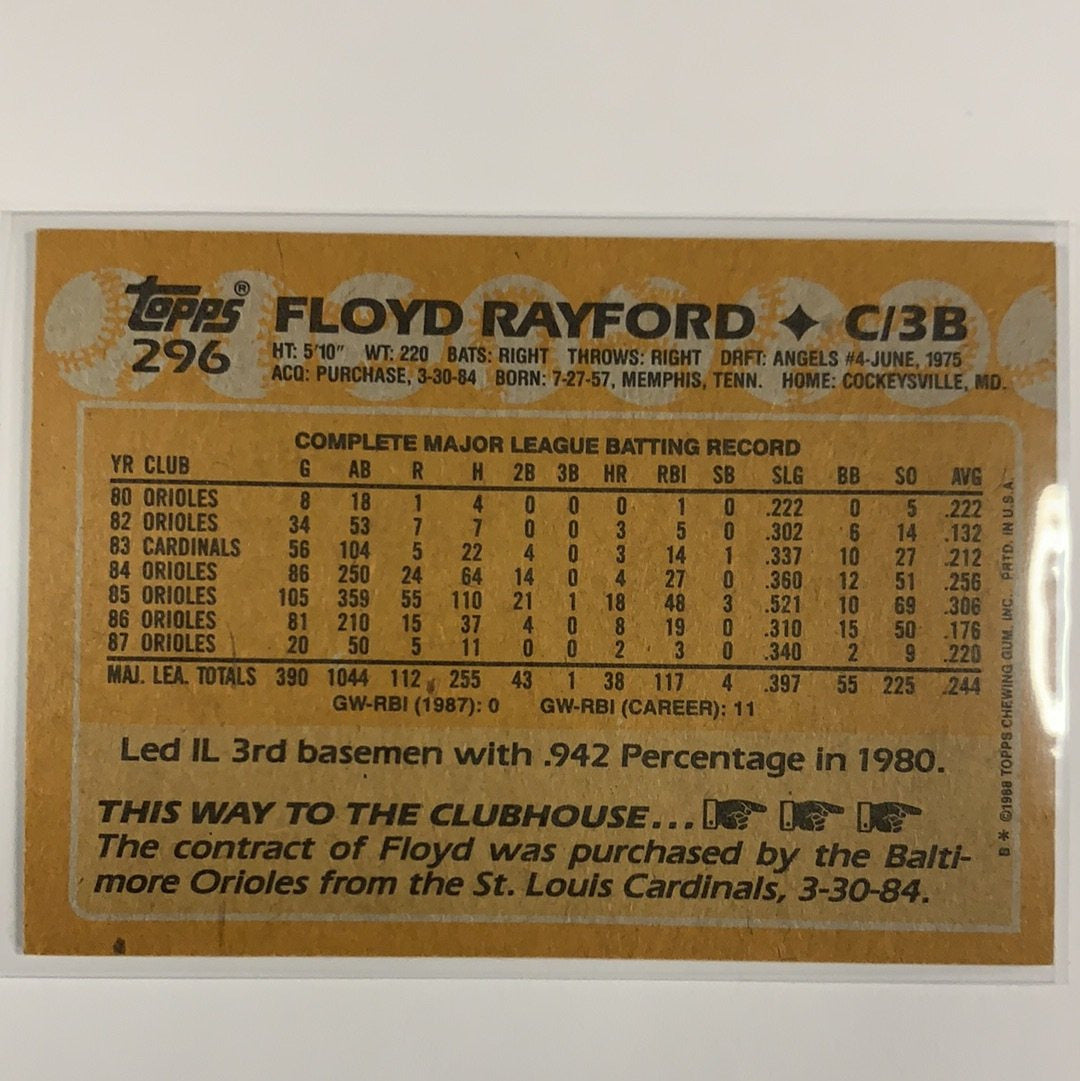 topps®
296
FLOYD RAYFORD ✦ C/3B
HT: 5'10" WT: 220 BATS: RIGHT THROWS: RIGHT DRFT: ANGELS #4-JUNE, 1975
ACQ: PURCHASE, 3-30-84 BORN: 7-27-57, MEMPHIS, TENN. HOME: COCKEYSVILLE, MD.
COMPLETE MAJOR LEAGUE BATTING RECORD
YR CLUB G AB R H 2B 3B HR RBI SB SLG BB SO AVG
80 ORIOLES 8 18 1 4 0 0 0 1 0 .222 0 5 .222
82 ORIOLES 34 53 7 7 0 0 3 5 0 .302 6 14 .132
83 CARDINALS 56 104 5 22 4 0 3 14 1 .337 10 27 .212
84 ORIOLES 86 250 24 64 14 0 4 27 0 .360 12 51 .256
85 ORIOLES 105 359 55 110 21 1 18 48 3 .521 10 69 .306
86 ORIOLES 81 210 15 37 4 0 8 19 0 .310 15 50 .176
87 ORIOLES 20 50 5 11 0 0 2 3 0 .340 2 9 .220
MAJ. LEA. TOTALS 390 1044 112 255 43 1 38 117 4 .397 55 225 .244
GW-RBI (1987): 0 GW-RBI (CAREER): 11
Led IL 3rd basemen with .942 Percentage in 1980.
THIS WAY TO THE CLUBHOUSE...
The contract of Floyd was purchased by the Balti-
more Orioles from the St. Louis Cardinals, 3-30-84.
B * ©1988 TOPPS CHEWING GUM, INC. PRTD. IN U.S.A.